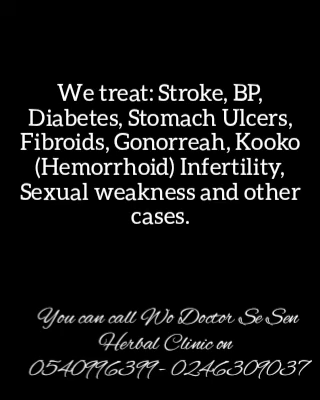 We treat: Stroke, BP,
Diabetes, Stomach Ulcers,
Fibroids, Gonorreah, Kooko
(Hemorrhoid) Infertility,
Sexual weakness and other
cases.
You can call Wo Doctor Se Sen
Herbal Clinic on
0540996399- 0246309037